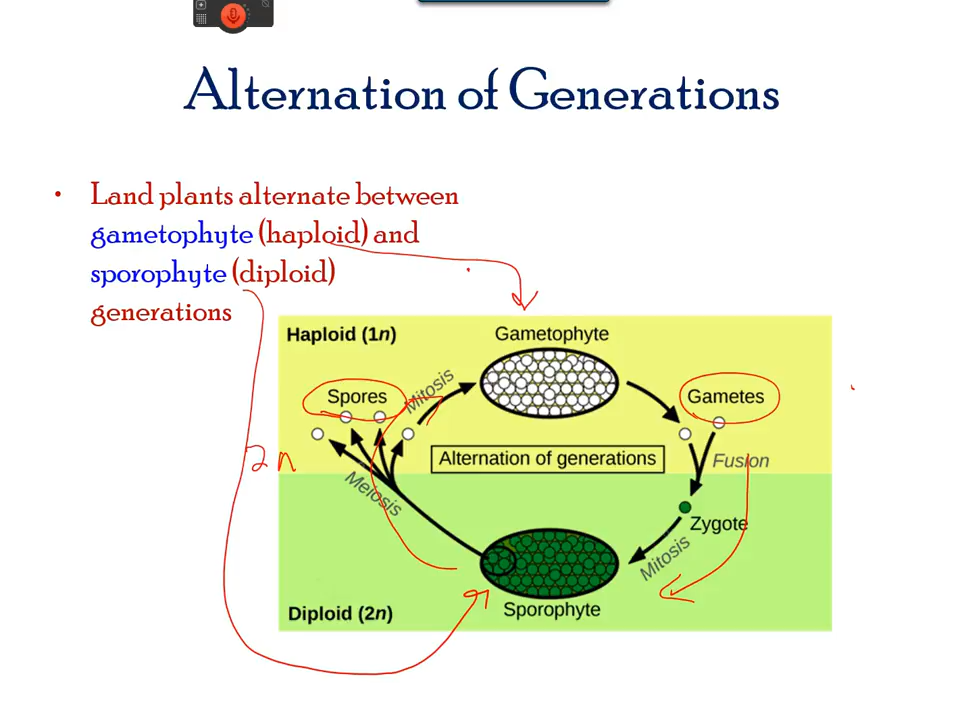 Alternation of Generations
• Land plants alternate between
gametophyte (haploid) and
sporophyte (diploid)
generations
Haploid (1n)
Gametophyte
Spores
Mitosis
Gametes
2n
Alternation of generations
Fusion
Meiosis
Zygote
Mitosis
Sporophyte
Diploid (2n)